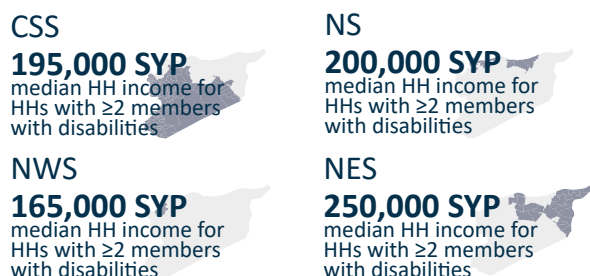 CSS
195,000 SYP
median HH income for
HHs with ≥2 members
with disabilities
NS
200,000 SYP
median HH income for
HHs with ≥2 members
with disabilities
NWS
165,000 SYP
median HH income for
HHs with ≥2 members
with disabilities
NES
250,000 SYP
median HH income for
HHs with ≥2 members
with disabilities